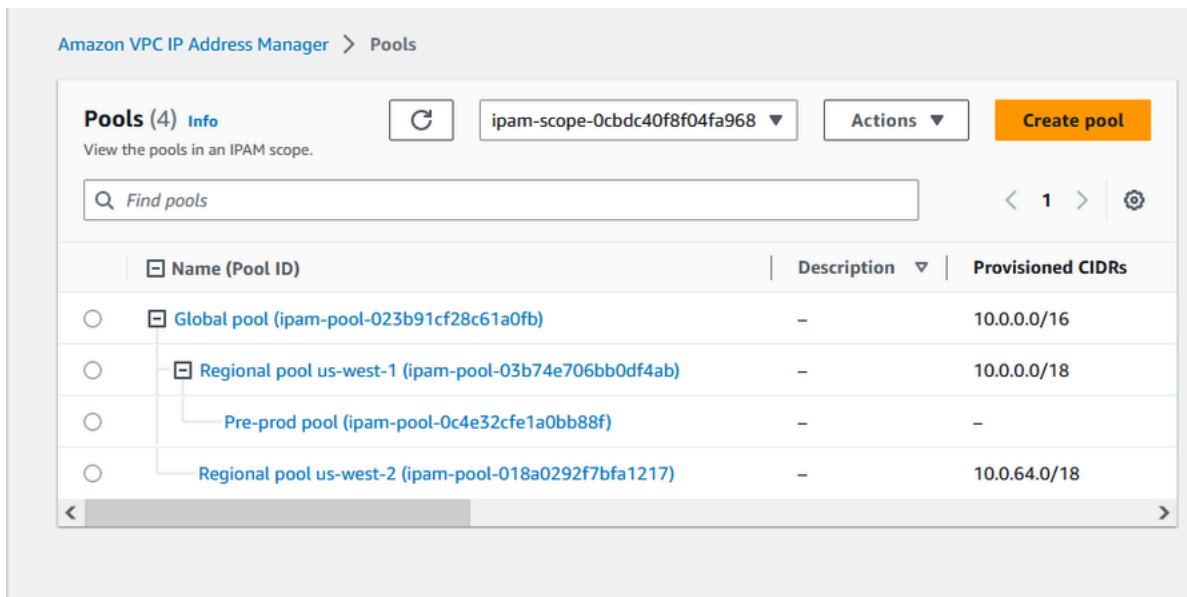 Amazon VPC IP Address Manager > Pools
Pools (4) Info
ipam-scope-0cbdc40f8f04fa968
Actions
Create pool
View the pools in an IPAM scope.
Find pools
1
Name (Pool ID) Description Provisioned CIDRs
Global pool (ipam-pool-023b91cf28c61a0fb) – 10.0.0.0/16
Regional pool us-west-1 (ipam-pool-03b74e706bb0df4ab) – 10.0.0.0/18
Pre-prod pool (ipam-pool-0c4e32cfe1a0bb88f) – –
Regional pool us-west-2 (ipam-pool-018a0292f7bfa1217) – 10.0.64.0/18